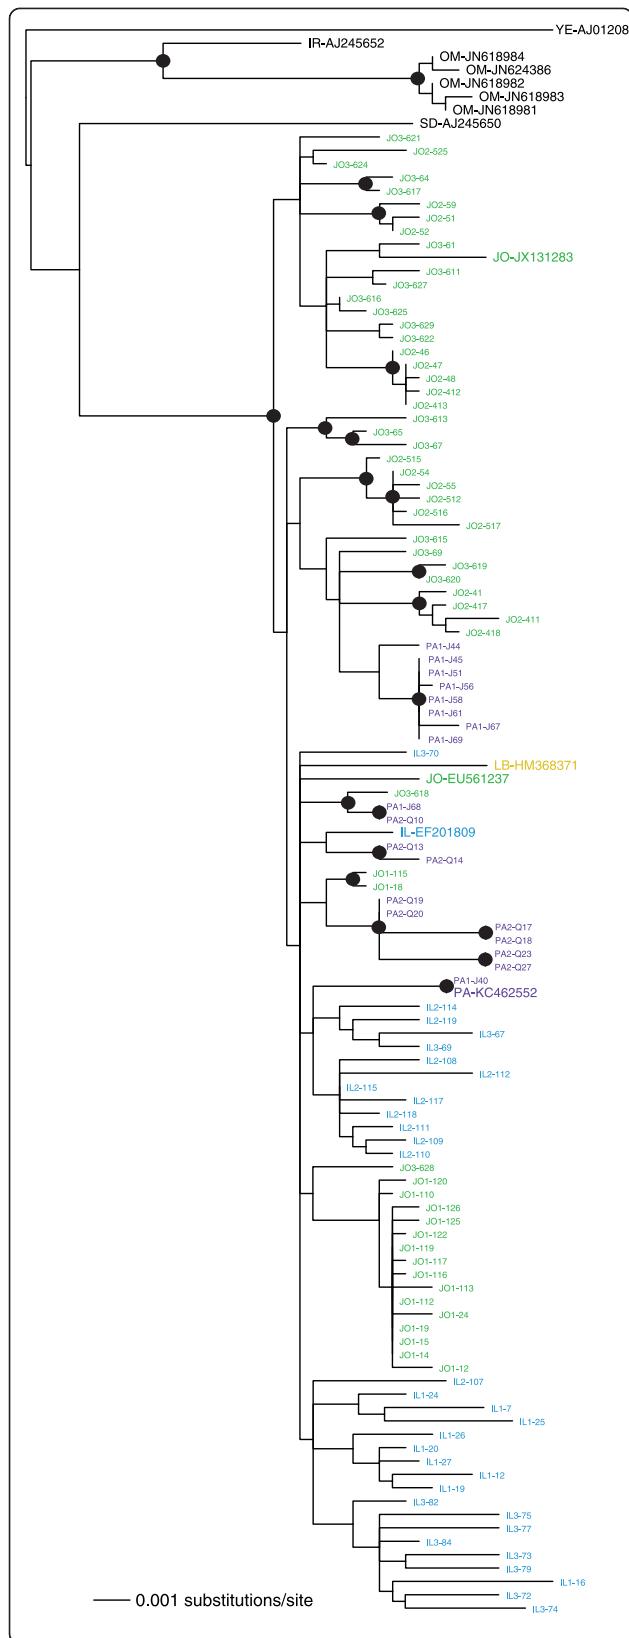 YE-AJ01208
IR-AJ245652
OM-JN618984
OM-JN624386
OM-JN618982
OM-JN618983
OM-JN618981
SD-AJ245650
JO3-621
JO2-525
JO3-624
JO3-64
JO3-617
JO2-59
JO2-51
JO2-52
JO3-61
JO-JX131283
JO3-611
JO3-627
JO3-616
JO3-625
JO3-629
JO3-622
JO2-46
JO2-47
JO2-48
JO2-412
JO2-413
JO3-613
JO3-65
JO3-67
JO2-515
JO2-54
JO2-55
JO2-512
JO2-516
JO2-517
JO3-615
JO3-69
JO3-619
JO3-620
JO2-41
JO2-417
JO2-411
JO2-418
PA1-J44
PA1-J45
PA1-J51
PA1-J56
PA1-J58
PA1-J61
PA1-J67
PA1-J69
IL3-70
LB-HM368371
JO-EU561237
JO3-618
PA1-J68
PA2-Q10
IL-EF201809
PA2-Q13
PA2-Q14
JO1-115
JO1-18
PA2-Q19
PA2-Q20
PA2-Q17
PA2-Q18
PA2-Q23
PA2-Q27
PA1-J40
PA-KC462552
IL2-114
IL2-119
IL3-67
IL3-69
IL2-108
IL2-112
IL2-115
IL2-117
IL2-118
IL2-111
IL2-109
IL2-110
JO3-628
JO1-120
JO1-110
JO1-126
JO1-125
JO1-122
JO1-119
JO1-117
JO1-116
JO1-113
JO1-112
JO1-24
JO1-19
JO1-15
JO1-14
JO1-12
IL2-107
IL1-24
IL1-7
IL1-25
IL1-26
IL1-20
IL1-27
IL1-12
IL1-19
IL3-82
IL3-75
IL3-77
IL3-84
IL3-73
IL3-79
IL1-16
IL3-72
IL3-74
0.001 substitutions/site